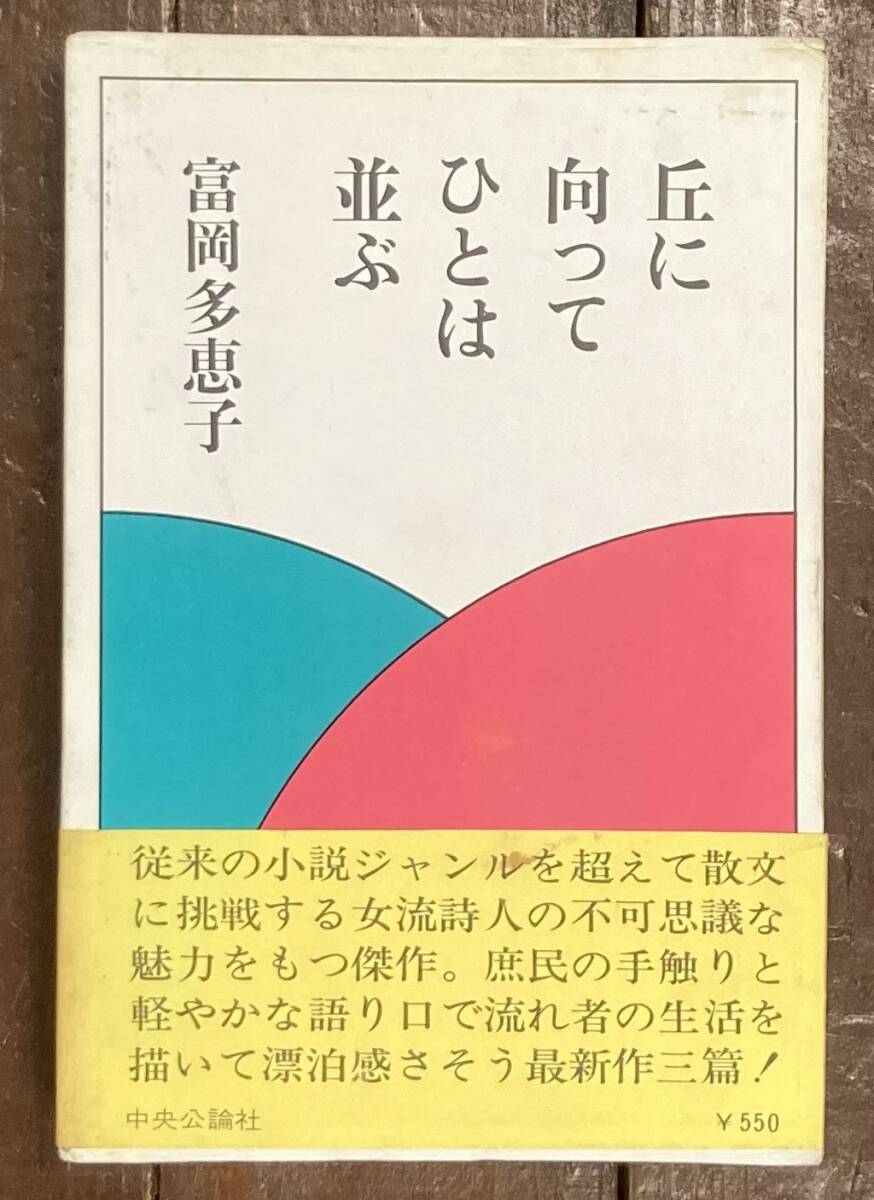 丘に
向って
ひとは
並ぶ
富岡多恵子
従来の小説ジャンルを超えて散文
に挑戦する女流詩人の不可思議な
魅力をもつ傑作。庶民の手触りと
軽やかな語り口で流れ者の生活を
描いて漂泊感さそう最新作三篇!
中央公論社
¥550